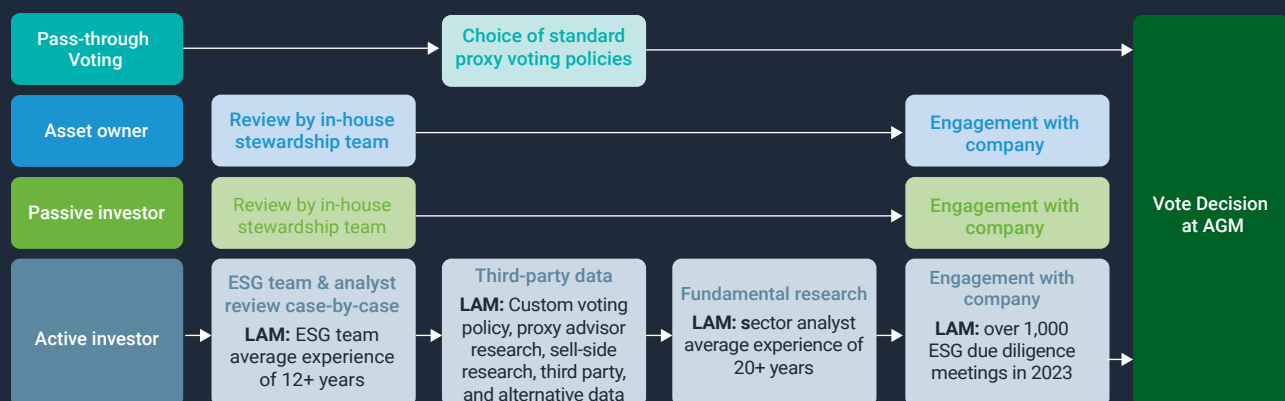 Pass-through
Voting
Choice of standard
proxy voting policies
Asset owner
Review by in-house
stewardship team
Engagement with
company
Passive investor
Review by in-house
stewardship team
Engagement with
company
Vote Decision
at AGM
Active investor
ESG team & analyst
review case-by-case
LAM: ESG team
average experience
of 12+ years
Third-party data
LAM: Custom voting
policy, proxy advisor
research, sell-side
research, third party,
and alternative data
Fundamental research
LAM: sector analyst
average experience of
20+ years
Engagement with
company
LAM: over 1,000
ESG due diligence
meetings in 2023